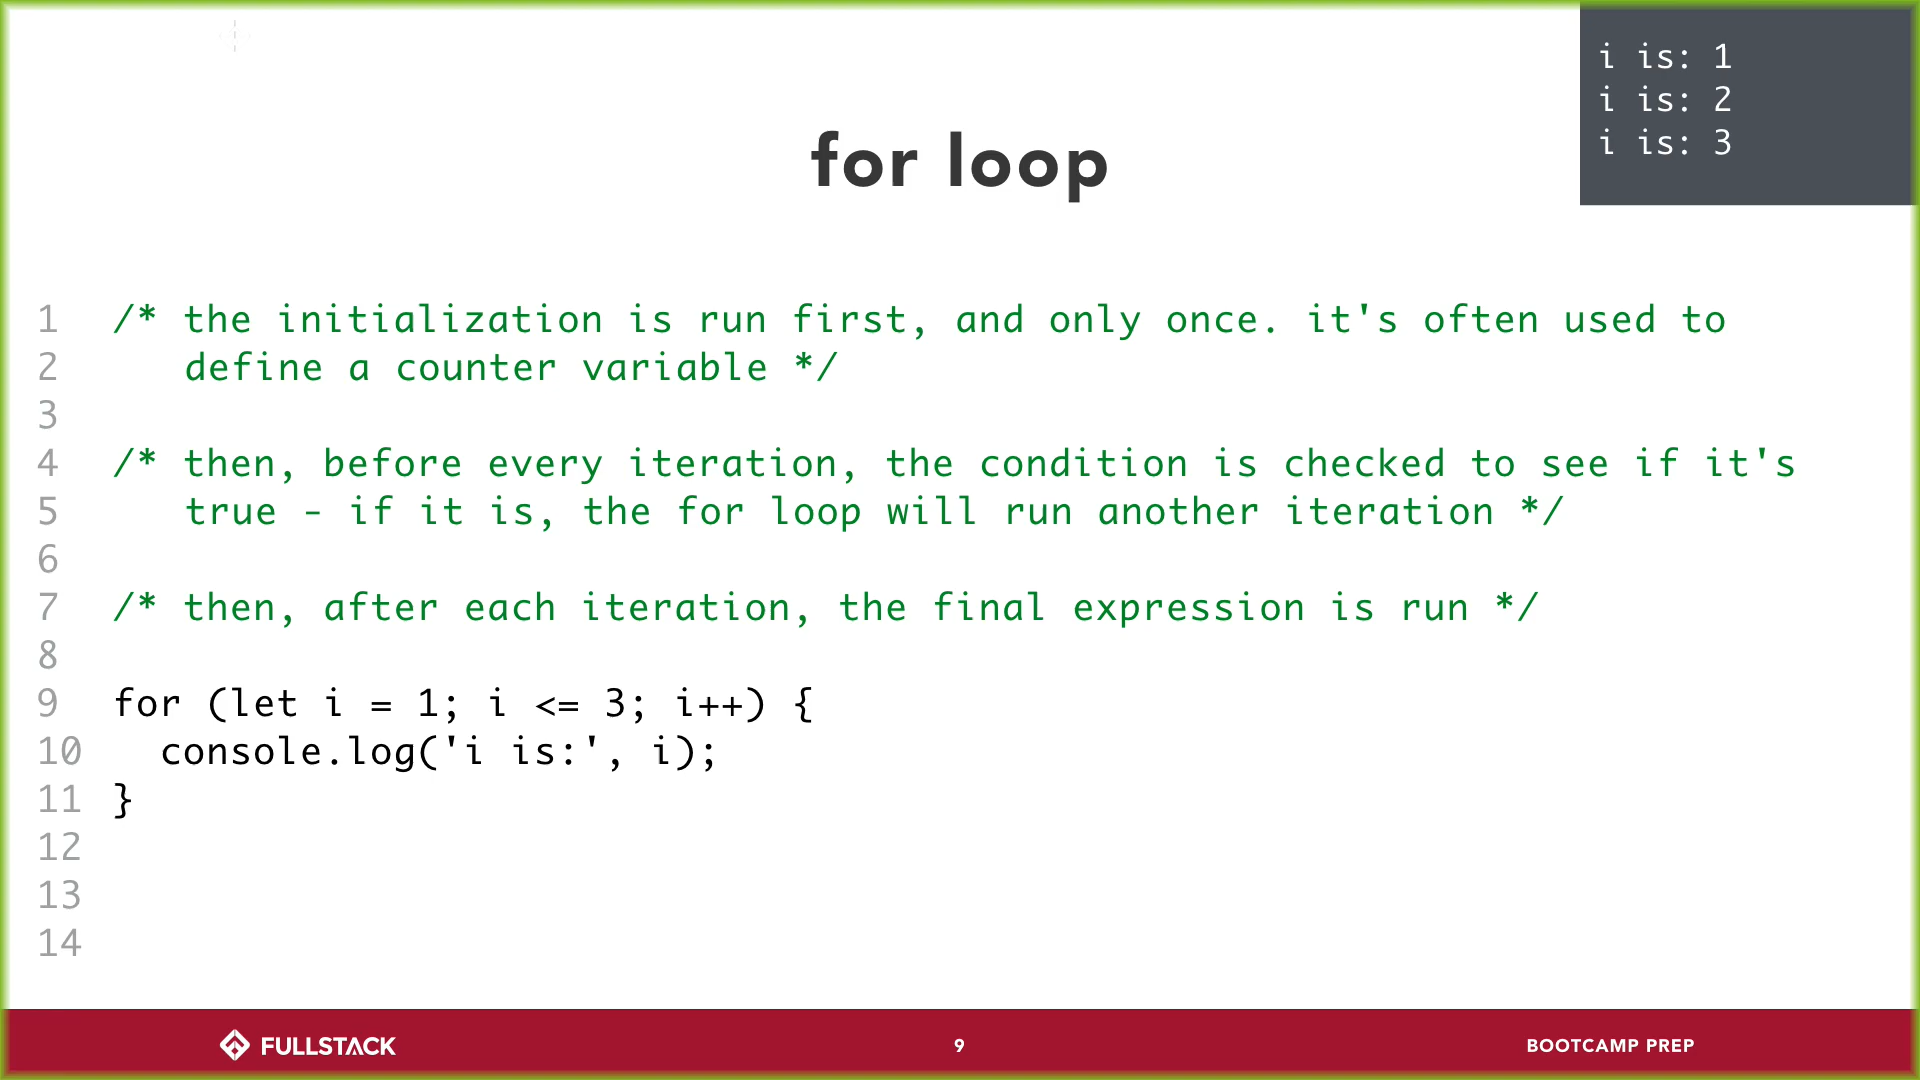 i is: 1
i is: 2
i is: 3
for loop
1 /* the initialization is run first, and only once. it's often used to
2 define a counter variable */
3
4 /* then, before every iteration, the condition is checked to see if it's
5 true - if it is, the for loop will run another iteration */
6
7 /* then, after each iteration, the final expression is run */
8
9 for (let i = 1; i <= 3; i++) {
10 console.log('i is:', i);
11 }
12
13
14
FULLSTACK
9
BOOTCAMP PREP